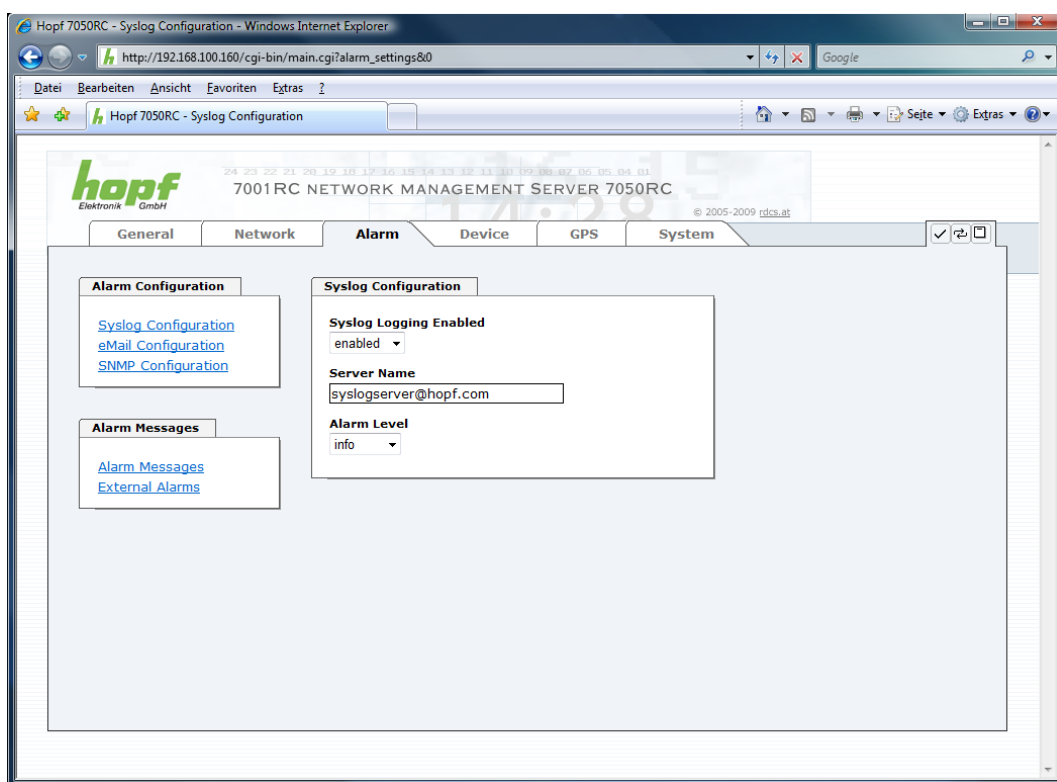 Hopf 7050RC - Syslog Configuration - Windows Internet Explorer
http://192.168.100.160/cgi-bin/main.cgi?alarm_settings&0
Google
Datei Bearbeiten Ansicht Favoriten Extras ?
Hopf 7050RC - Syslog Configuration
Seite Extras
24 23 22 21 20 19 18 17 16 15 14 13 12 11 10 09 08 07 06 05 04 01
hopf
Elektronik GmbH
7001RC NETWORK MANAGEMENT SERVER 7050RC
14:28
© 2005-2009 rdcs.at
General Network Alarm Device GPS System
Alarm Configuration
Syslog Configuration
eMail Configuration
SNMP Configuration
Alarm Messages
Alarm Messages
External Alarms
Syslog Configuration
Syslog Logging Enabled
enabled
Server Name
syslogserver@hopf.com
Alarm Level
info